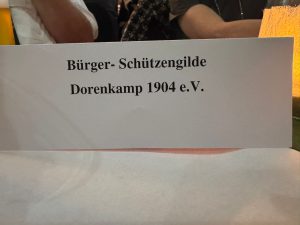 Bürger- Schützengilde
Dorenkamp 1904 e.V.